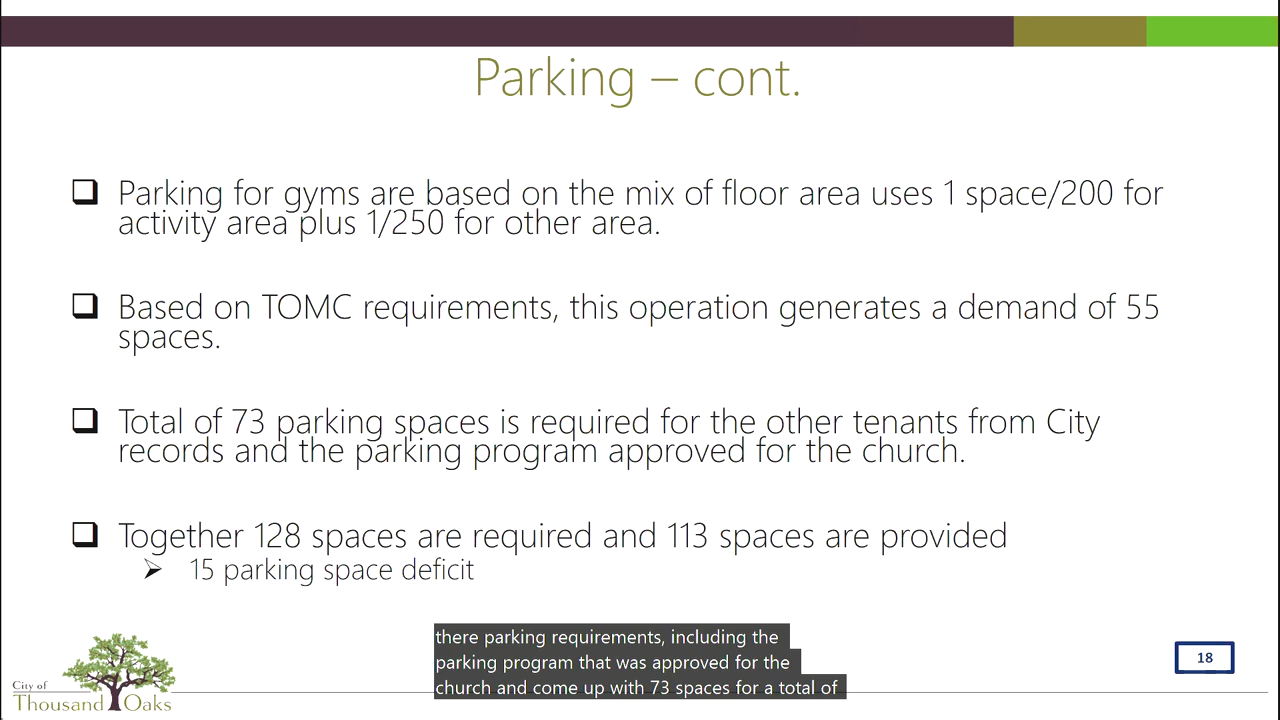 Parking – cont.
❑ Parking for gyms are based on the mix of floor area uses 1 space/200 for
activity area plus 1/250 for other area.
❑ Based on TOMC requirements, this operation generates a demand of 55
spaces.
❑ Total of 73 parking spaces is required for the other tenants from City
records and the parking program approved for the church.
❑ Together 128 spaces are required and 113 spaces are provided
➢ 15 parking space deficit
there parking requirements, including the
parking program that was approved for the
church and come up with 73 spaces for a total of
18
City of
Thousand Oaks